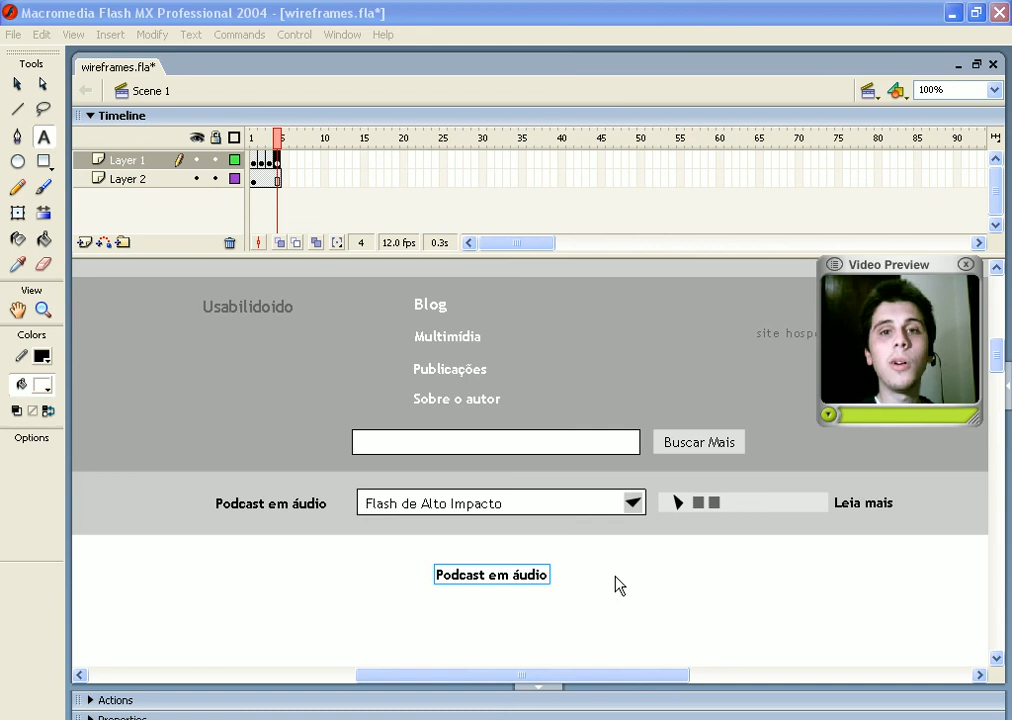 Macromedia Flash MX Professional 2004 - [wireframes.fla*]
File Edit View Insert Modify Text Commands Control Window Help
Tools
wireframes.fla*
Scene 1
100%
Timeline
1 5 10 15 20 25 30 35 40 45 50 55 60 65 70 75 80 85 90
Layer 1
Layer 2
4 12.0 fps 0.3s
View
Colors
Options
Video Preview
Usabilidoido
Blog
site hosp
Multimídia
Publicações
Sobre o autor
Buscar Mais
Podcast em áudio
Flash de Alto Impacto
Leia mais
Podcast em áudio
Actions
Properties